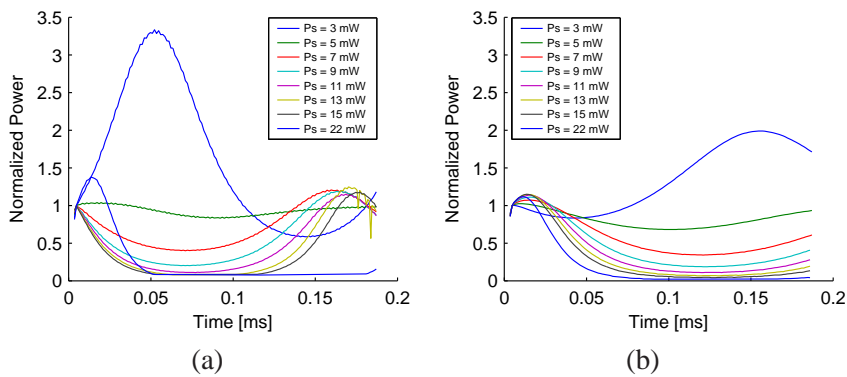 3.5
3
2.5
2
1.5
1
0.5
0
Normalized Power
0
0.05
0.1
0.15
0.2
Time [ms]
Ps = 3 mW
Ps = 5 mW
Ps = 7 mW
Ps = 9 mW
Ps = 11 mW
Ps = 13 mW
Ps = 15 mW
Ps = 22 mW
(a)
3.5
3
2.5
2
1.5
1
0.5
0
Normalized Power
0
0.05
0.1
0.15
0.2
Time [ms]
Ps = 3 mW
Ps = 5 mW
Ps = 7 mW
Ps = 9 mW
Ps = 11 mW
Ps = 13 mW
Ps = 15 mW
Ps = 22 mW
(b)